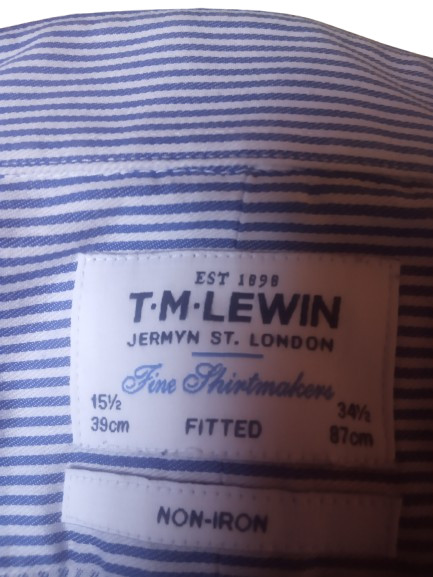 EST 1898
T·M·LEWIN
JERMYN ST. LONDON
Fine Shirtmakers
15½ 34½
39cm FITTED 87cm
NON-IRON